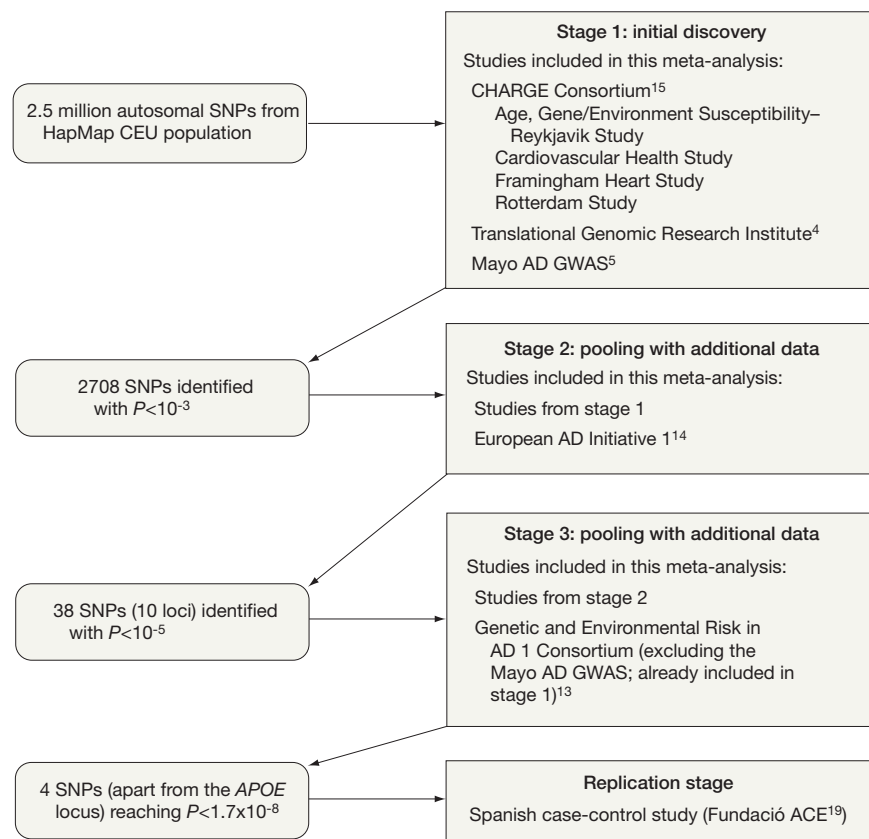 2.5 million autosomal SNPs from
HapMap CEU population
Stage 1: initial discovery
Studies included in this meta-analysis:
CHARGE Consortium15
Age, Gene/Environment Susceptibility–
Reykjavik Study
Cardiovascular Health Study
Framingham Heart Study
Rotterdam Study
Translational Genomic Research Institute4
Mayo AD GWAS5
2708 SNPs identified
with P<10-3
Stage 2: pooling with additional data
Studies included in this meta-analysis:
Studies from stage 1
European AD Initiative 114
38 SNPs (10 loci) identified
with P<10-5
Stage 3: pooling with additional data
Studies included in this meta-analysis:
Studies from stage 2
Genetic and Environmental Risk in
AD 1 Consortium (excluding the
Mayo AD GWAS; already included in
stage 1)13
4 SNPs (apart from the APOE
locus) reaching P<1.7x10-8
Replication stage
Spanish case-control study (Fundació ACE19)